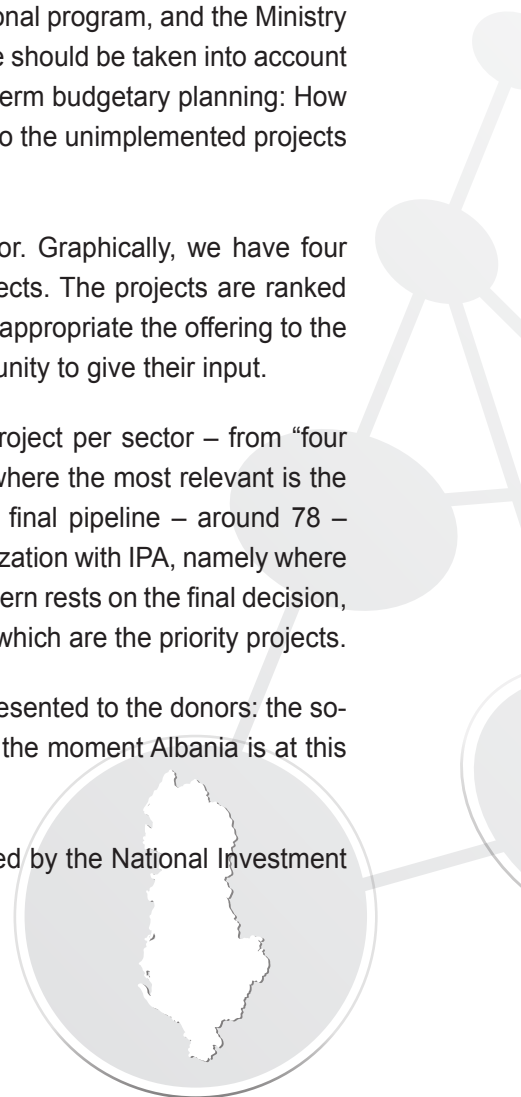 onal program, and the Ministry
e should be taken into account
erm budgetary planning: How
o the unimplemented projects
or. Graphically, we have four
ects. The projects are ranked
appropriate the offering to the
unity to give their input.
roject per sector – from “four
where the most relevant is the
final pipeline – around 78 –
ization with IPA, namely where
ern rests on the final decision,
which are the priority projects.
esented to the donors: the so-
the moment Albania is at this
ed by the National Investment